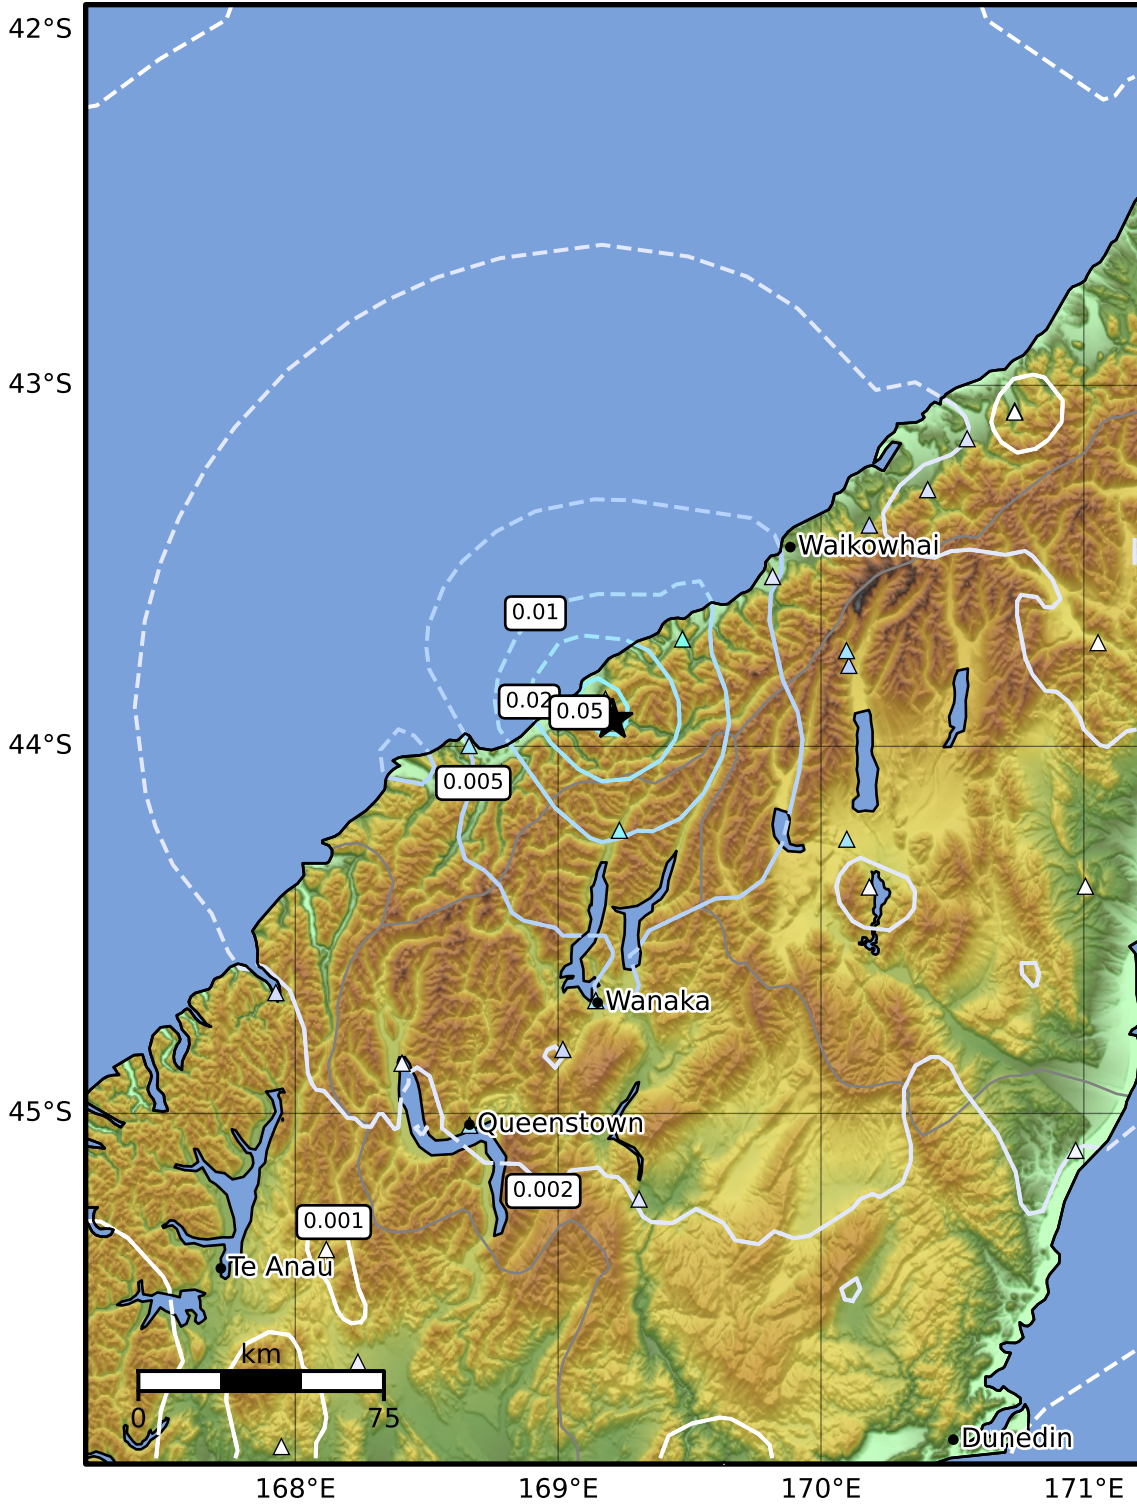 42°S
43°S
Waikowhai
0.01
0.02
0.05
44°S
0.005
Wanaka
45°S
Queenstown
0.002
0.001
Te Anau
km
0
75
Dunedin
168°E
169°E
170°E
171°E